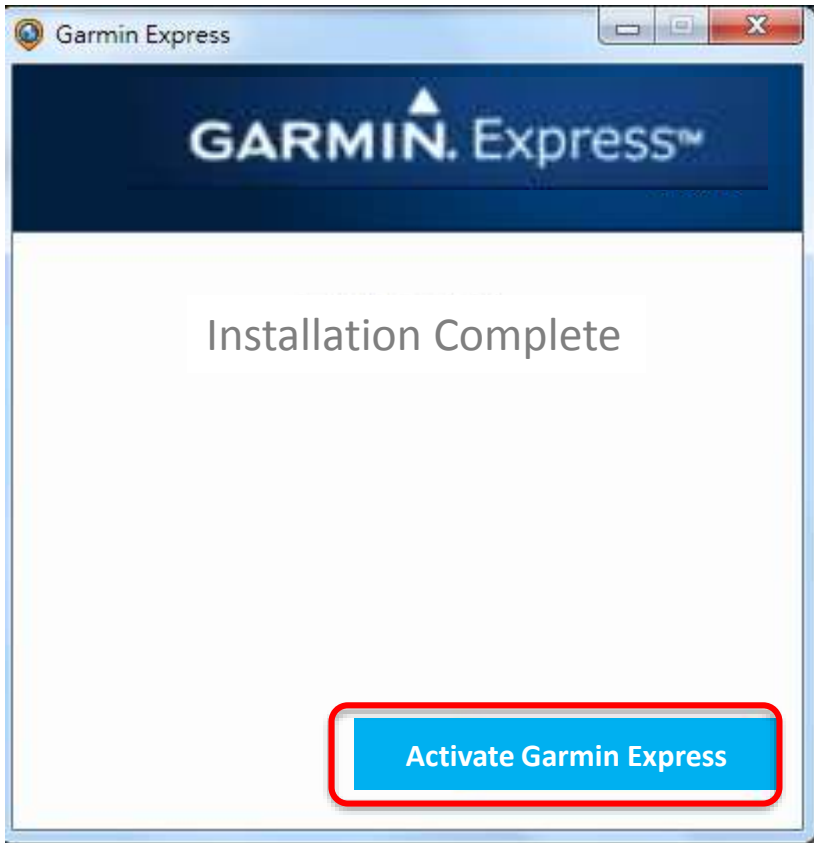 Garmin Express
GARMIN. Express™
Installation Complete
Activate Garmin Express